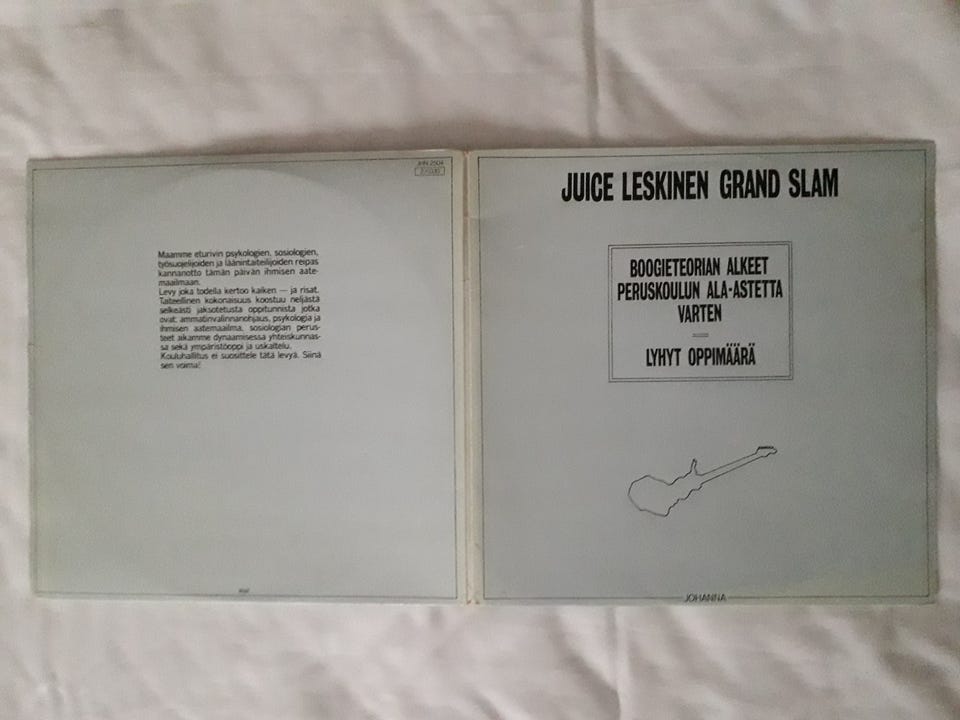 JHN 2504
Maamme eturivin psykologien, sosiologien,
työsuojelijoiden ja läänintaiteilijoiden reipas
kannanotto tämän päivän ihmisen aate-
maailmaan.
Levy joka todella kertoo kaiken — ja risat.
Taiteellinen kokonaisuus koostuu neljästä
selkeästi jaksotetusta oppitunnista jotka
ovat: ammatinvalinnanohjaus, psykologia ja
ihmisen aatemaailma, sosiologian perus-
teet aikamme dynaamisessa yhteiskunnas-
sa sekä ympäristöoppi ja uskaltelu.
Kouluhallitus ei suosittele tätä levyä. Siinä
sen voima!
JUICE LESKINEN GRAND SLAM
BOOGIETEORIAN ALKEET
PERUSKOULUN ALA-ASTETTA
VARTEN
LYHYT OPPIMÄÄRÄ
JOHANNA